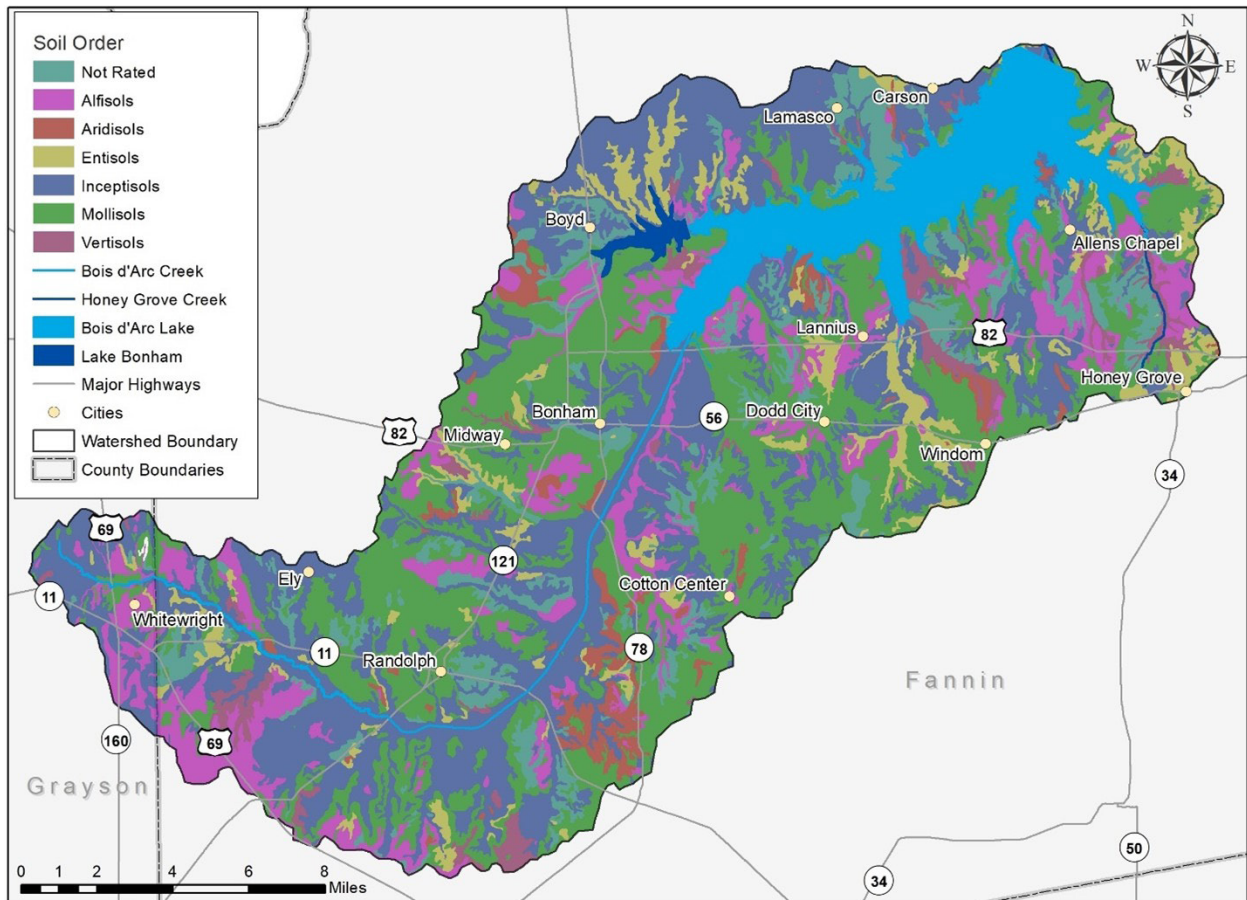 Soil Order
Not Rated
Alfisols
Aridisols
Entisols
Inceptisols
Mollisols
Vertisols
Bois d'Arc Creek
Honey Grove Creek
Bois d'Arc Lake
Lake Bonham
Major Highways
Cities
Watershed Boundary
County Boundaries
N
W E
S
Carson
Lamasco
Boyd
Allens Chapel
Lannius
82
Honey Grove
Bonham
56
Dodd City
82
Midway
Windom
34
69
121
Ely
Cotton Center
11
Whitewright
11
78
Randolph
Fannin
160
69
Grayson
50
34
0 1 2 4 6 8
Miles